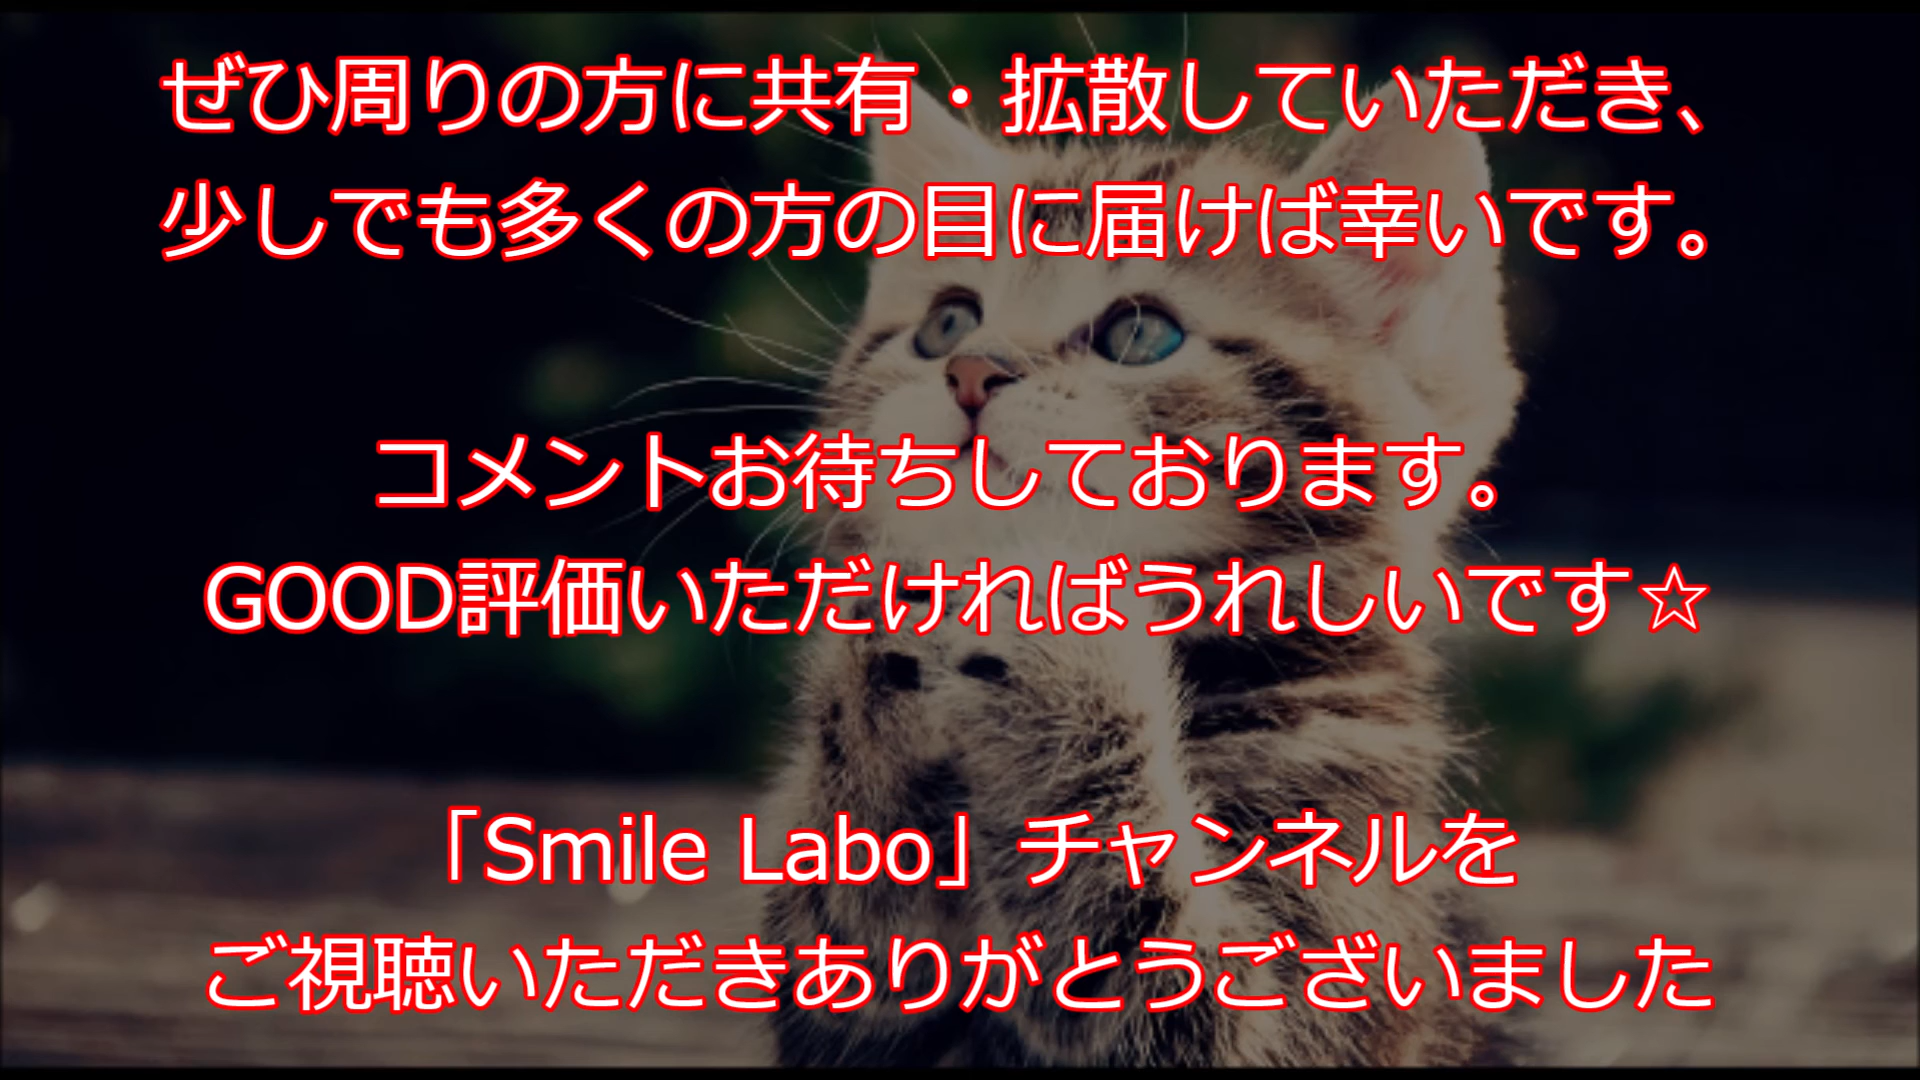 ぜひ周りの方に共有・拡散していただき、
少しでも多くの方の目に届けば幸いです。
コメントお待ちしております。
GOOD評価いただければうれしいです☆
「Smile Labo」チャンネルを
ご視聴いただきありがとうございました